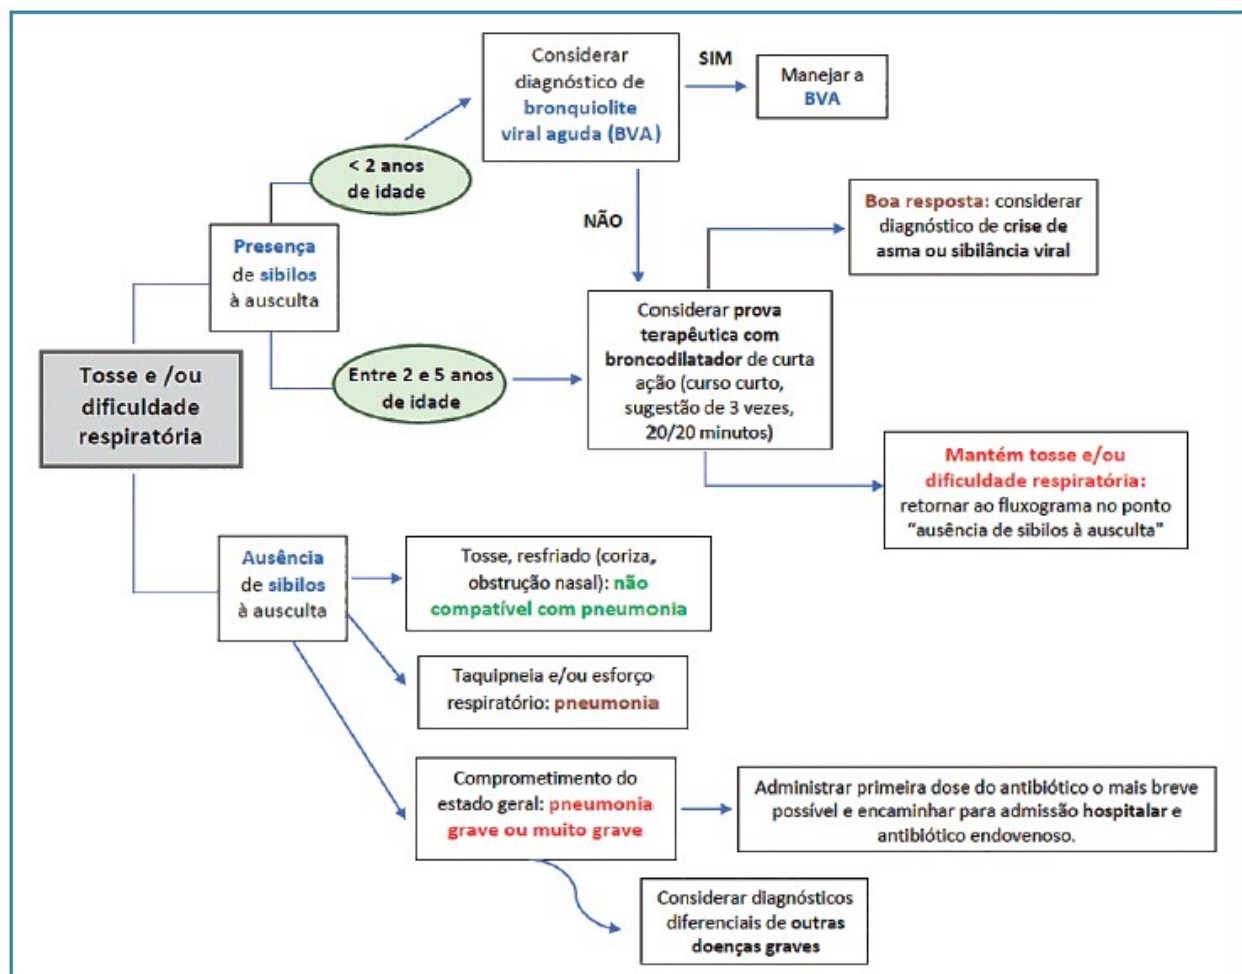 Considerar
diagnóstico de
bronquiolite
viral aguda (BVA)
SIM
Manejar a
BVA
< 2 anos
de idade
NÃO
Boa resposta: considerar
diagnóstico de crise de
asma ou sibilância viral
Presença
de sibilos
à ausculta
Considerar prova
terapêutica com
broncodilatador de curta
ação (curso curto,
sugestão de 3 vezes,
20/20 minutos)
Entre 2 e 5 anos
de idade
Tosse e /ou
dificuldade
respiratória
Mantém tosse e/ou
dificuldade respiratória:
retornar ao fluxograma no ponto
“ausência de sibilos à ausculta"
Ausência
de sibilos
à ausculta
Tosse, resfriado (coriza,
obstrução nasal): não
compatível com pneumonia
Taquipneia e/ou esforço
respiratório: pneumonia
Comprometimento do
estado geral: pneumonia
grave ou muito grave
Administrar primeira dose do antibiótico o mais breve
possível e encaminhar para admissão hospitalar e
antibiótico endovenoso.
Considerar diagnósticos
diferenciais de outras
doenças graves